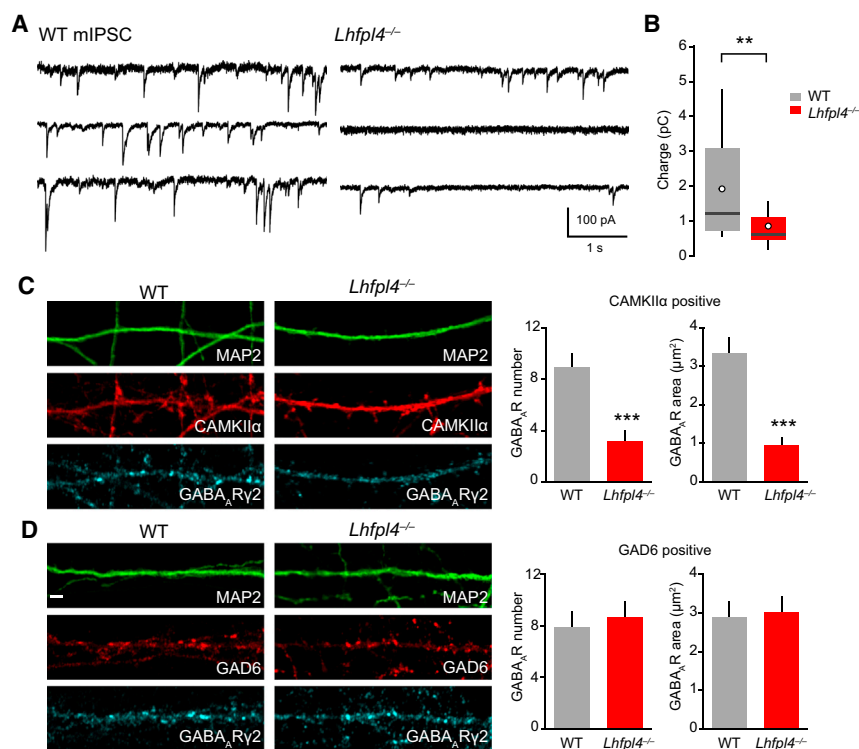 A
WT mIPSC
Lhfpl4–/–
100 pA
1 s
B
**
6
5
4
3
2
1
0
Charge (pC)
WT
Lhfpl4–/–
C
WT
Lhfpl4–/–
MAP2
MAP2
CAMKIIα
CAMKIIα
GABAARγ2
GABAARγ2
CAMKIIα positive
12
8
4
0
GABAAR number
***
WT
Lhfpl4–/–
4
3
2
1
0
GABAAR area (μm2)
***
WT
Lhfpl4–/–
D
WT
Lhfpl4–/–
MAP2
MAP2
GAD6
GAD6
GABAARγ2
GABAARγ2
GAD6 positive
12
8
4
0
GABAAR number
WT
Lhfpl4–/–
4
3
2
1
0
GABAAR area (μm2)
WT
Lhfpl4–/–